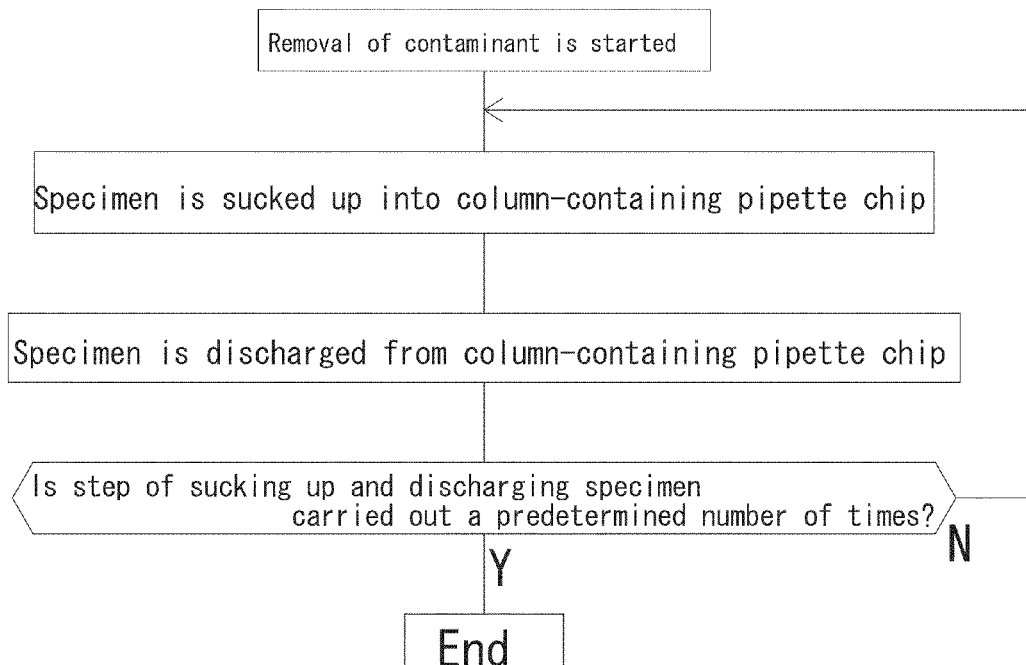 Removal of contaminant is started
Specimen is sucked up into column-containing pipette chip
Specimen is discharged from column-containing pipette chip
Is step of sucking up and discharging specimen
carried out a predetermined number of times?
N
Y
End